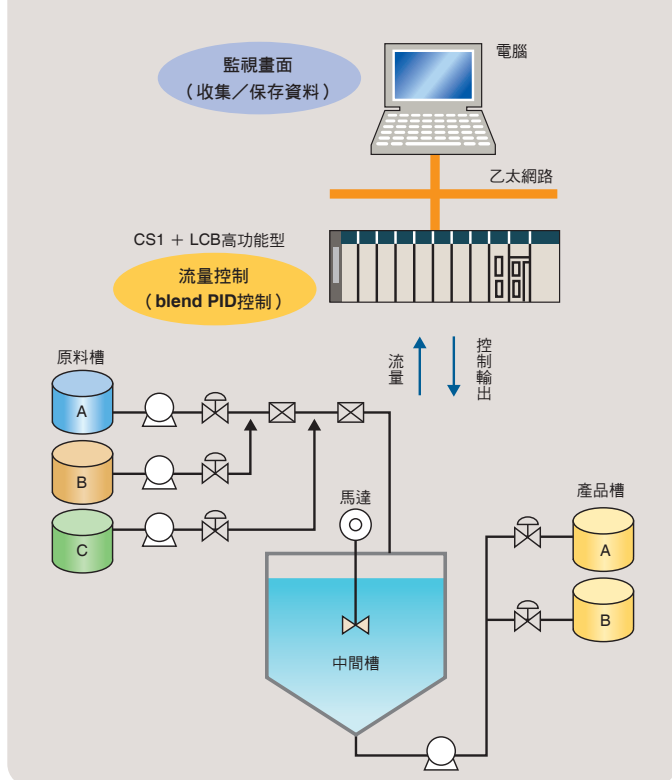 電腦
監視畫面
（收集／保存資料）
乙太網路
CS1 ＋ LCB高功能型
流量控制
（blend PID控制）
流量
控制輸出
原料槽
A
B
C
馬達
中間槽
產品槽
A
B